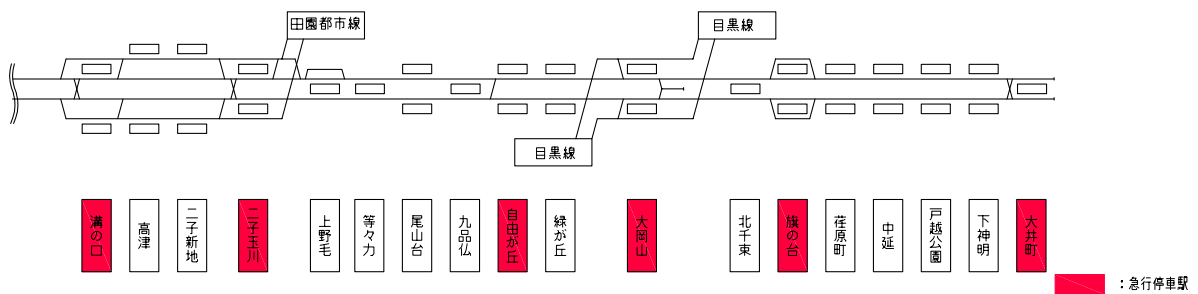 田園都市線
目黒線
目黒線
溝の口
高津
二子新地
二子玉川
上野毛
等々力
尾山台
九品仏
自由が丘
緑が丘
大岡山
北千束
旗の台
荏原町
中延
戸越公園
下神明
大井町
：急行停車駅